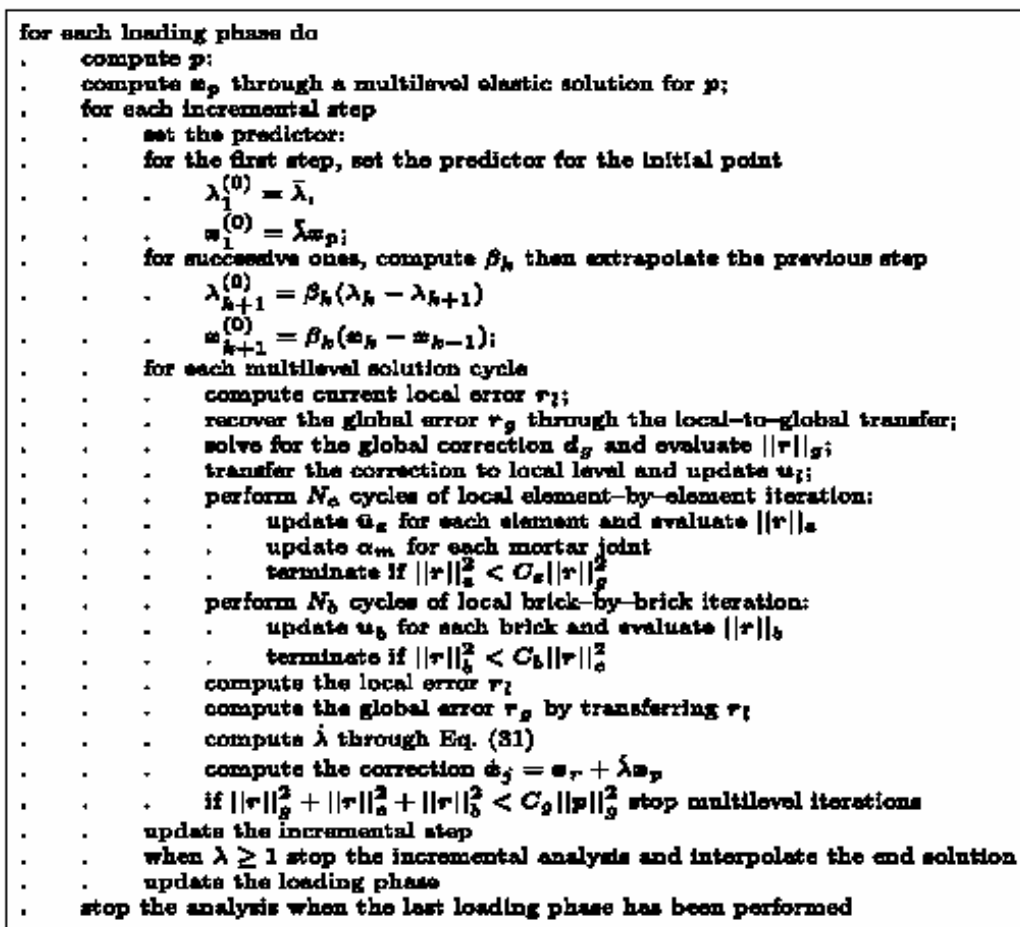 for each loading phase do
. compute p:
. compute x_p through a multilevel elastic solution for p;
. for each incremental step
. . set the predictor:
. . for the first step, set the predictor for the initial point
. . . λ_1^{(0)} = λ̄,
. . . x_1^{(0)} = λ̄x_p;
. . for successive ones, compute β_k then extrapolate the previous step
. . . λ_{k+1}^{(0)} = β_k(λ_k − λ_{k+1})
. . . x_{k+1}^{(0)} = β_k(x_k − x_{k−1});
. . for each multilevel solution cycle
. . . compute current local error r_l;
. . . recover the global error r_g through the local–to–global transfer;
. . . solve for the global correction d_g and evaluate ||r||_g;
. . . transfer the correction to local level and update u_l;
. . . perform N_e cycles of local element–by–element iteration:
. . . . update ū_e for each element and evaluate ||r||_e
. . . . update α_m for each mortar joint
. . . . terminate if ||r||_e^2 < C_e||r||_g^2
. . . perform N_b cycles of local brick–by–brick iteration:
. . . . update u_b for each brick and evaluate ||r||_b
. . . . terminate if ||r||_b^2 < C_b||r||_e^2
. . . compute the local error r_l
. . . compute the global error r_g by transferring r_l
. . . compute λ̇ through Eq. (31)
. . . compute the correction ẋ_j = x_r + λ̇x_p
. . . if ||r||_g^2 + ||r||_e^2 + ||r||_b^2 < C_g||p||_g^2 stop multilevel iterations
. . update the incremental step
. . when λ ≥ 1 stop the incremental analysis and interpolate the end solution
. . update the loading phase
. stop the analysis when the last loading phase has been performed